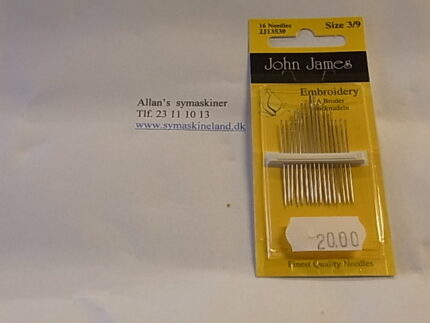 Allan's symaskiner
Tlf. 23 11 10 13
www.symaskineland.dk
16 Needles
JJ13539
Size 3/9
John James
Embroidery
A Broder
20.00
Finest Quality Needles